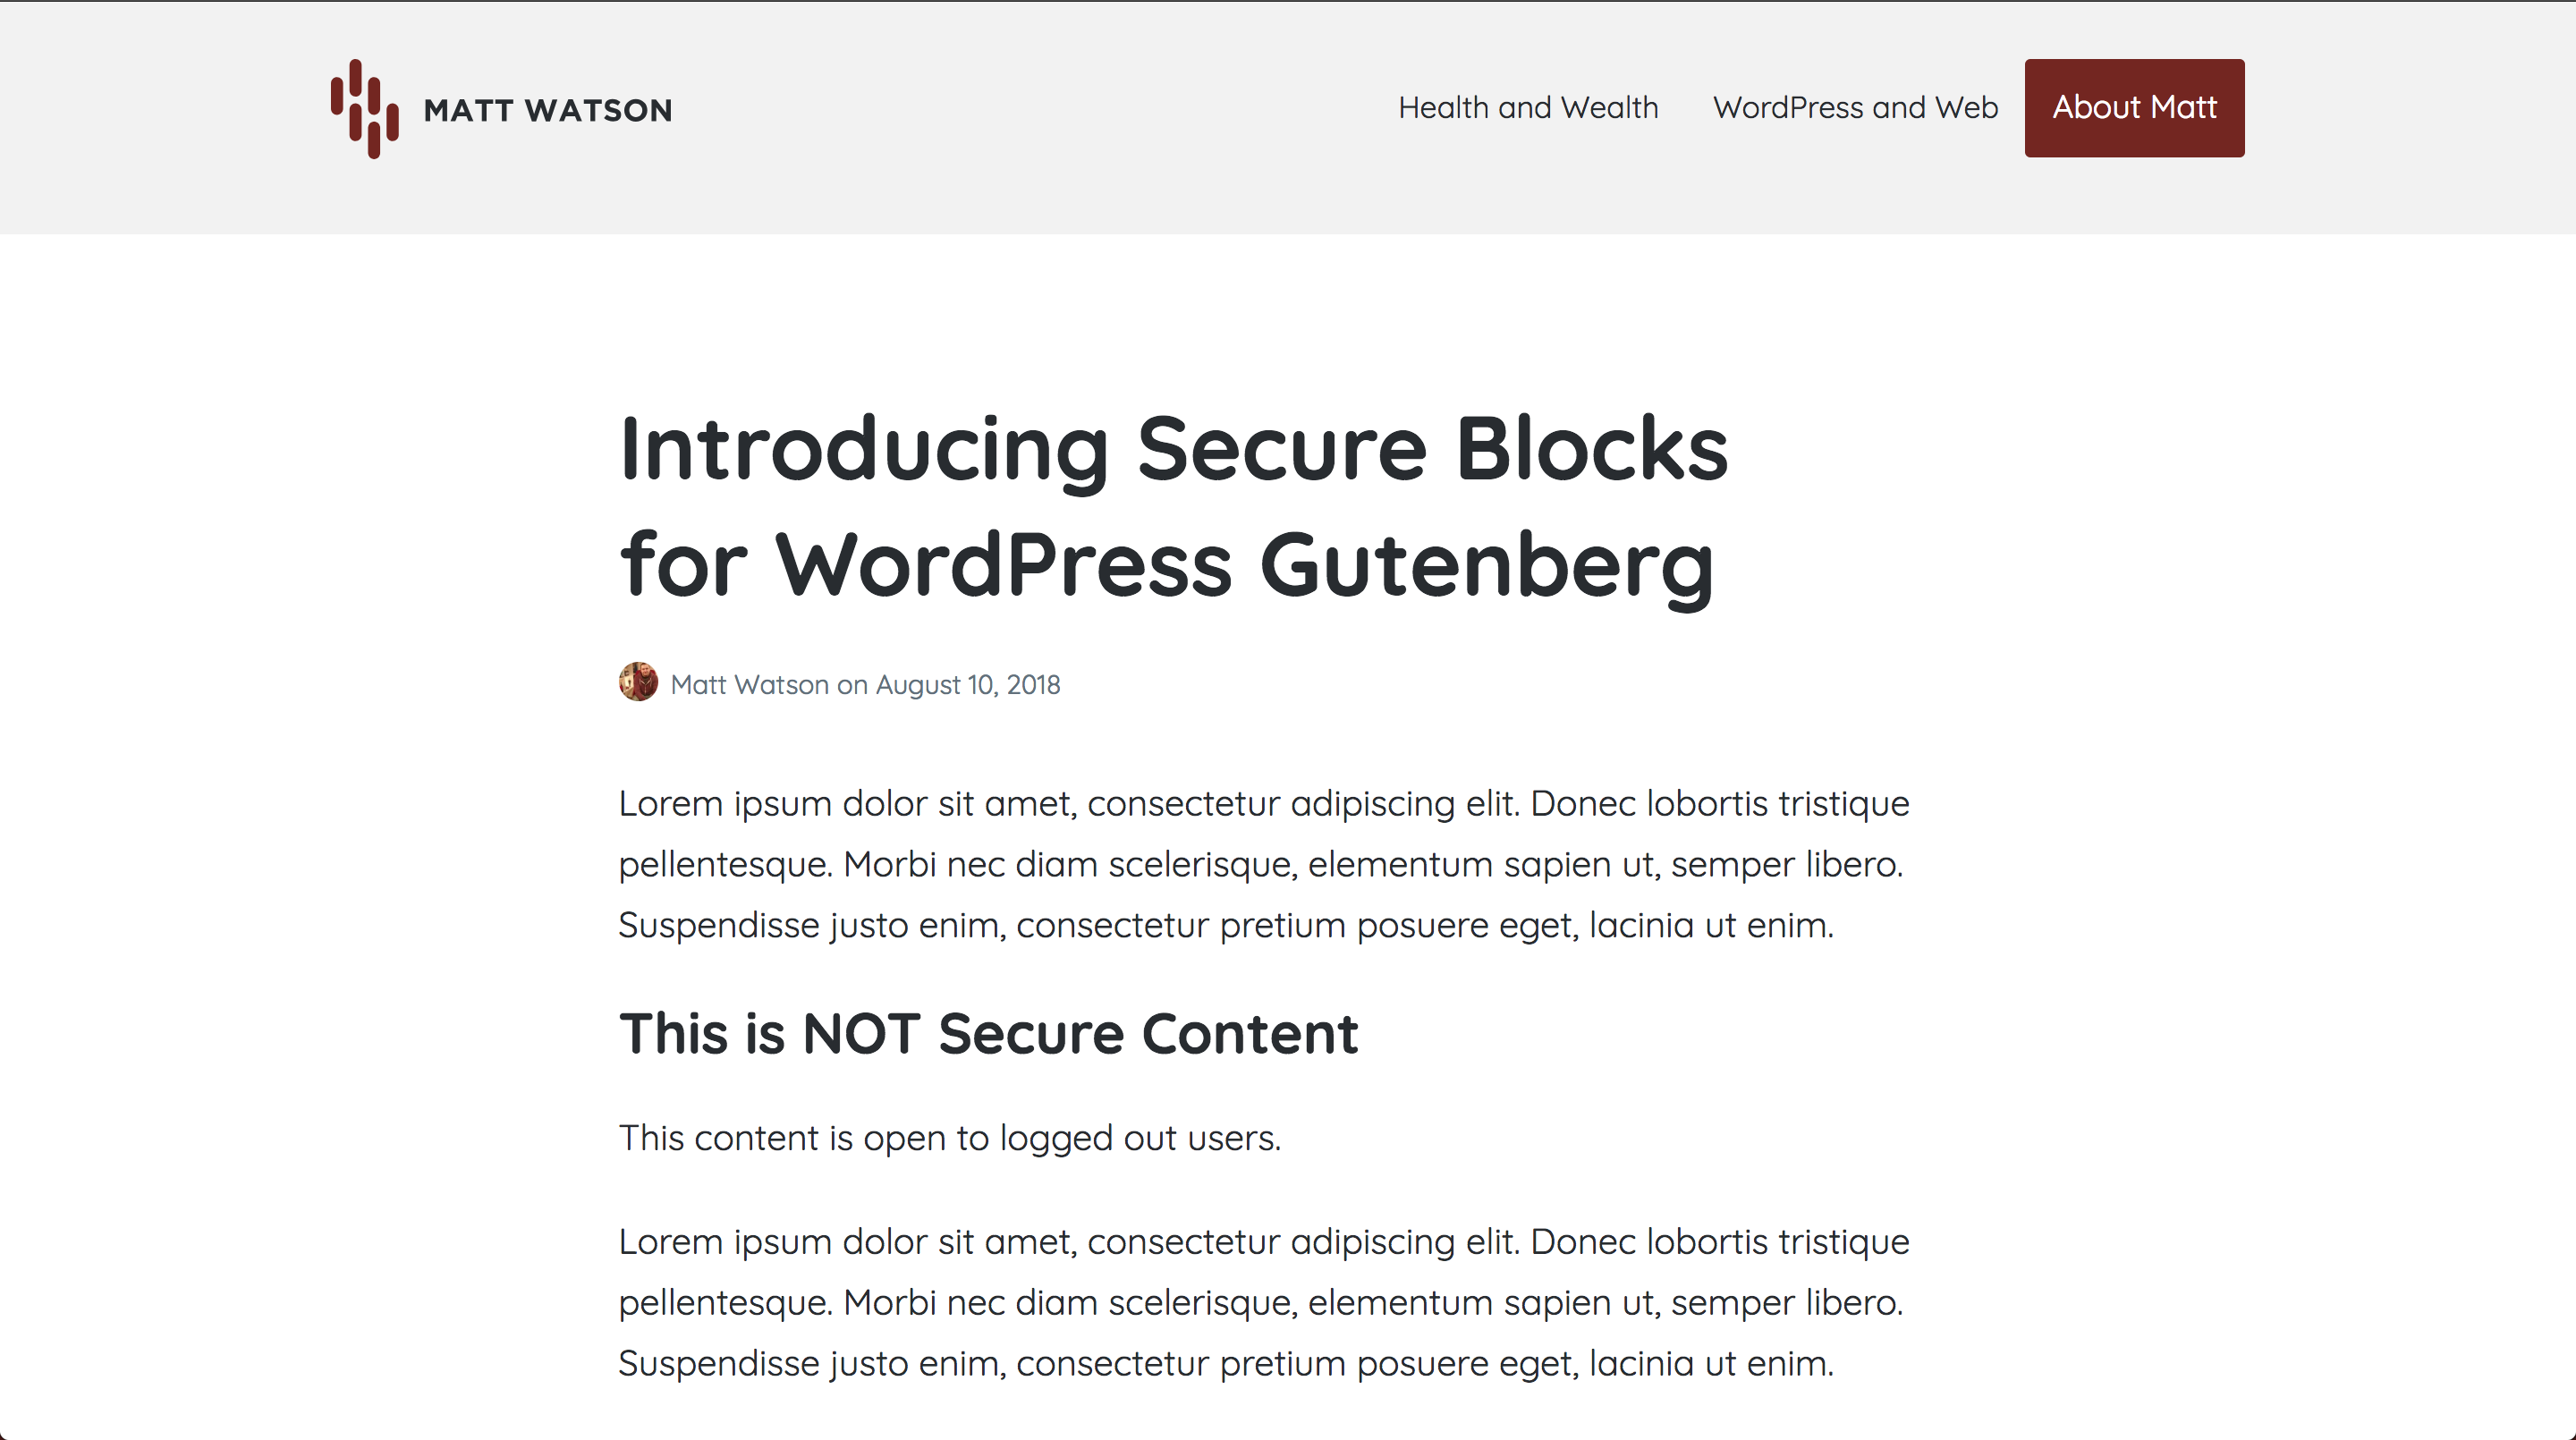 MATT WATSON
Health and Wealth
WordPress and Web
About Matt
Introducing Secure Blocks
for WordPress Gutenberg
Matt Watson on August 10, 2018
Lorem ipsum dolor sit amet, consectetur adipiscing elit. Donec lobortis tristique
pellentesque. Morbi nec diam scelerisque, elementum sapien ut, semper libero.
Suspendisse justo enim, consectetur pretium posuere eget, lacinia ut enim.
This is NOT Secure Content
This content is open to logged out users.
Lorem ipsum dolor sit amet, consectetur adipiscing elit. Donec lobortis tristique
pellentesque. Morbi nec diam scelerisque, elementum sapien ut, semper libero.
Suspendisse justo enim, consectetur pretium posuere eget, lacinia ut enim.